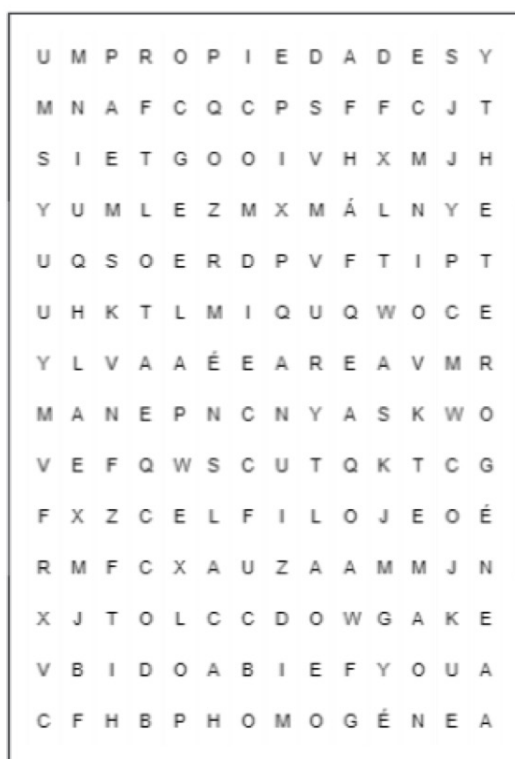 U M P R O P I E D A D E S Y
M N A F C Q C P S F F C J T
S I E T G O O I V H X M J H
Y U M L E Z M X M Á L N Y E
U Q S O E R D P V F T I P T
U H K T L M I Q U Q W O C E
Y L V A A É E A R E A V M R
M A N E P N C N Y A S K W O
V E F Q W S C U T Q K T C G
F X Z C E L F I L O J E O É
R M F C X A U Z A A M M J N
X J T O L C C D O W G A K E
V B I D O A B I E F Y O U A
C F H B P H O M O G É N E A